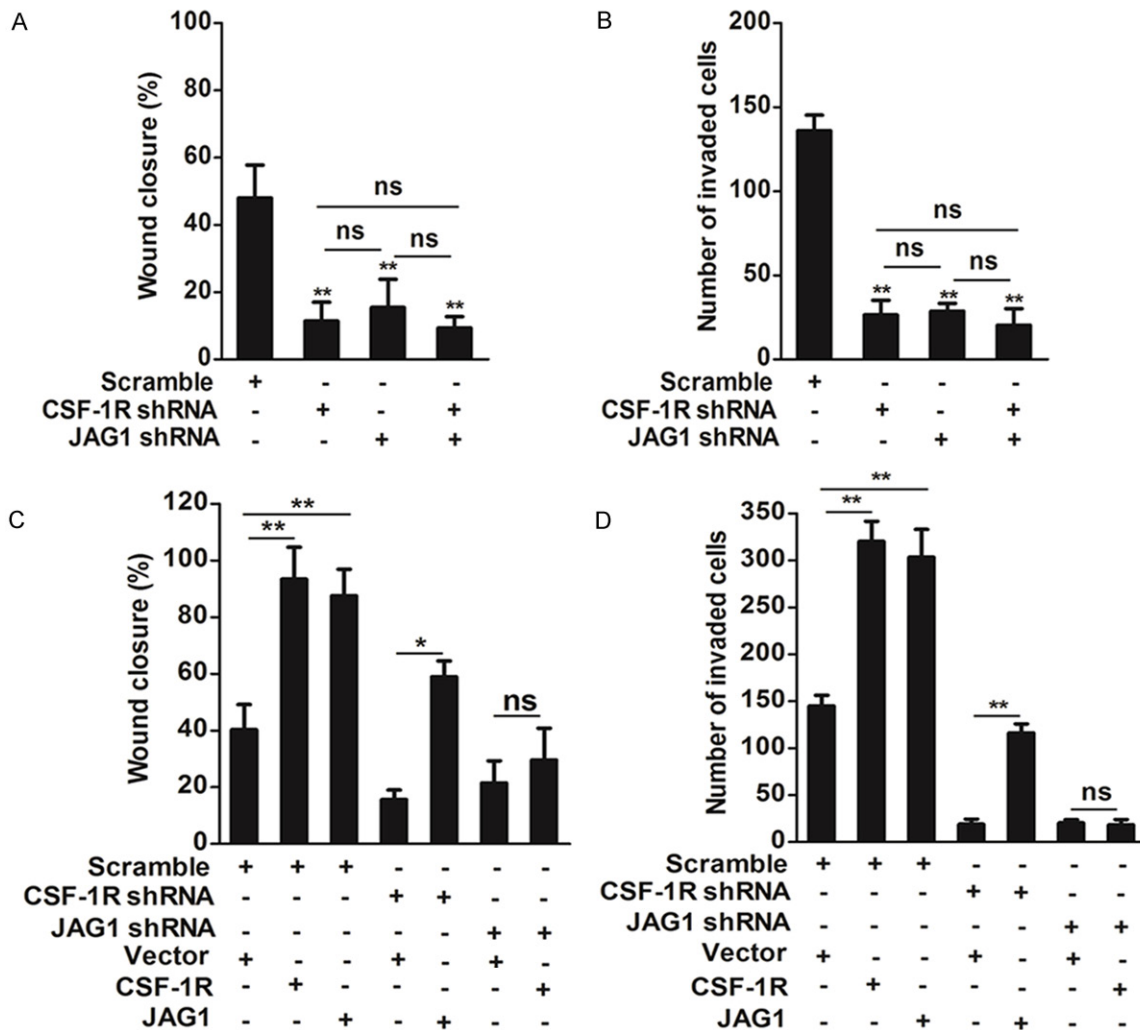 A
Wound closure (%)
100
80
60
40
20
0
ns
ns
ns
**
**
**
Scramble + - - -
CSF-1R shRNA - + - +
JAG1 shRNA - - + +
B
Number of invaded cells
200
150
100
50
0
ns
ns
ns
**
**
**
Scramble + - - -
CSF-1R shRNA - + - +
JAG1 shRNA - - + +
C
Wound closure (%)
120
100
80
60
40
20
0
**
**
*
ns
Scramble + + + - - - -
CSF-1R shRNA - - - + + - -
JAG1 shRNA - - - - - + +
Vector + - - + - + -
CSF-1R - + - - - - +
JAG1 - - + - + - -
D
Number of invaded cells
350
300
250
200
150
100
50
0
**
**
**
ns
Scramble + + + - - - -
CSF-1R shRNA - - - + + - -
JAG1 shRNA - - - - - + +
Vector + - - + - + -
CSF-1R - + - - - - +
JAG1 - - + - + - -